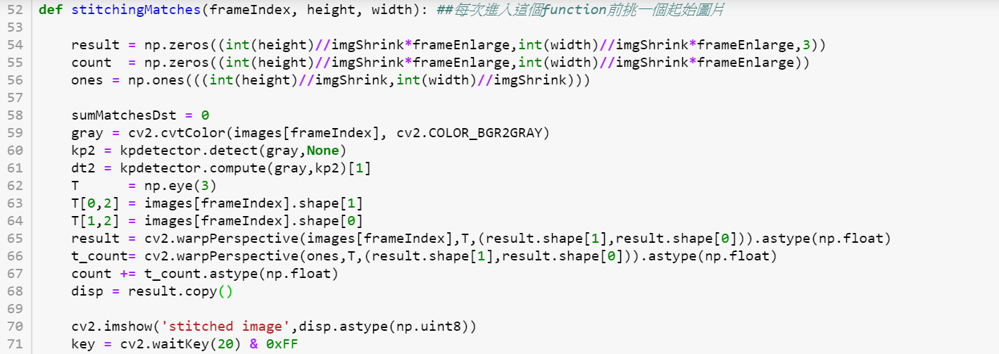 52 def stitchingMatches(frameIndex, height, width): ##每次進入這個function前挑一個起始圖片
53
54 result = np.zeros((int(height)//imgShrink*frameEnlarge,int(width)//imgShrink*frameEnlarge,3))
55 count  = np.zeros((int(height)//imgShrink*frameEnlarge,int(width)//imgShrink*frameEnlarge))
56 ones = np.ones(((int(height)//imgShrink,int(width)//imgShrink)))
57
58 sumMatchesDst = 0
59 gray = cv2.cvtColor(images[frameIndex], cv2.COLOR_BGR2GRAY)
60 kp2 = kpdetector.detect(gray,None)
61 dt2 = kpdetector.compute(gray,kp2)[1]
62 T      = np.eye(3)
63 T[0,2] = images[frameIndex].shape[1]
64 T[1,2] = images[frameIndex].shape[0]
65 result = cv2.warpPerspective(images[frameIndex],T,(result.shape[1],result.shape[0])).astype(np.float)
66 t_count= cv2.warpPerspective(ones,T,(result.shape[1],result.shape[0])).astype(np.float)
67 count += t_count.astype(np.float)
68 disp = result.copy()
69
70 cv2.imshow('stitched image',disp.astype(np.uint8))
71 key = cv2.waitKey(20) & 0xFF